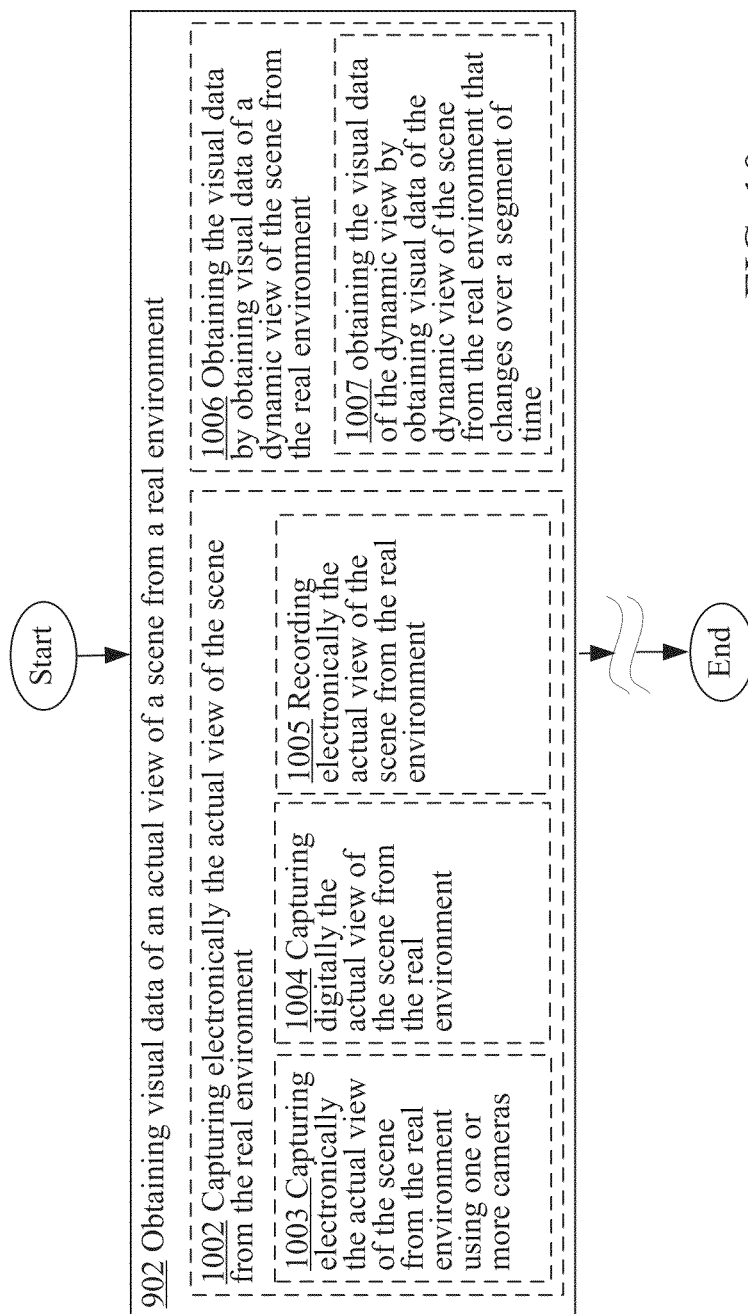 Start
902 Obtaining visual data of an actual view of a scene from a real environment
1002 Capturing electronically the actual view of the scene
from the real environment
1003 Capturing
electronically
the actual view
of the scene
from the real
environment
using one or
more cameras
1004 Capturing
digitally the
actual view of
the scene from
the real
environment
1005 Recording
electronically the
actual view of the
scene from the real
environment
1006 Obtaining the visual data
by obtaining visual data of a
dynamic view of the scene from
the real environment
1007 obtaining the visual data
of the dynamic view by
obtaining visual data of the
dynamic view of the scene
from the real environment that
changes over a segment of
time
End